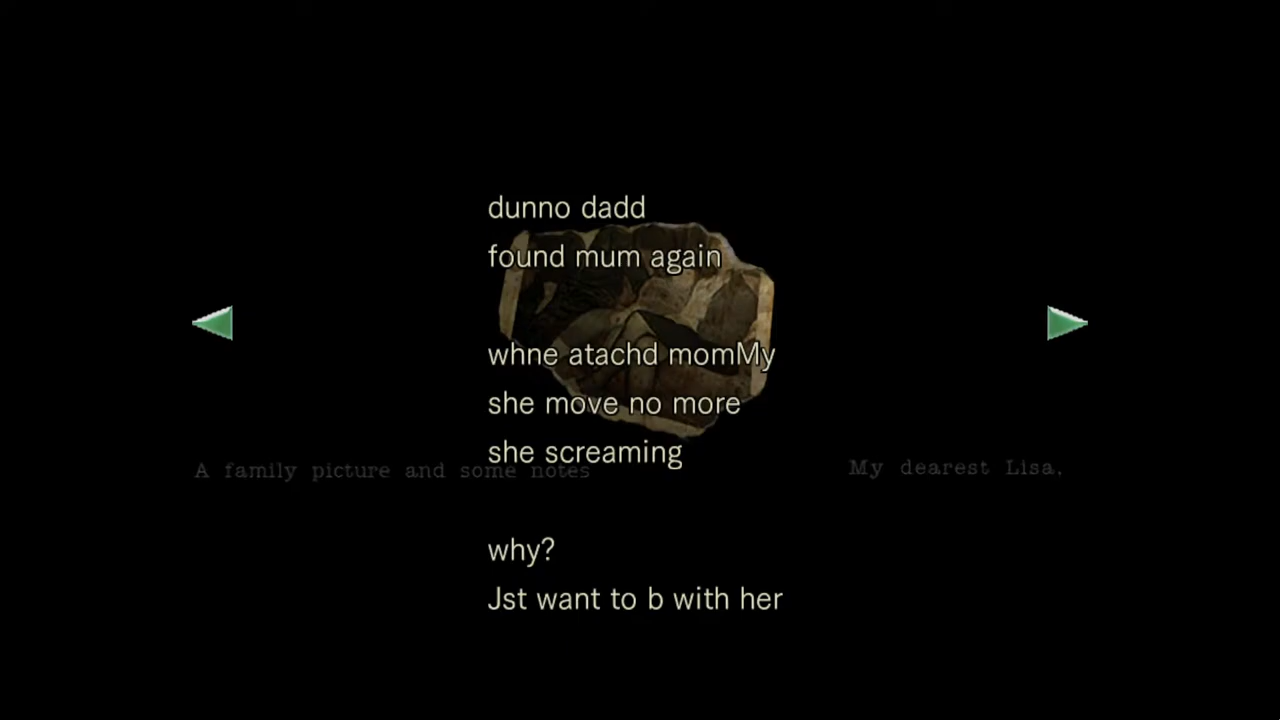 dunno dadd
found mum again
whne atachd momMy
she move no more
she screaming
A family picture and some notes
My dearest Lisa,
why?
Jst want to b with her